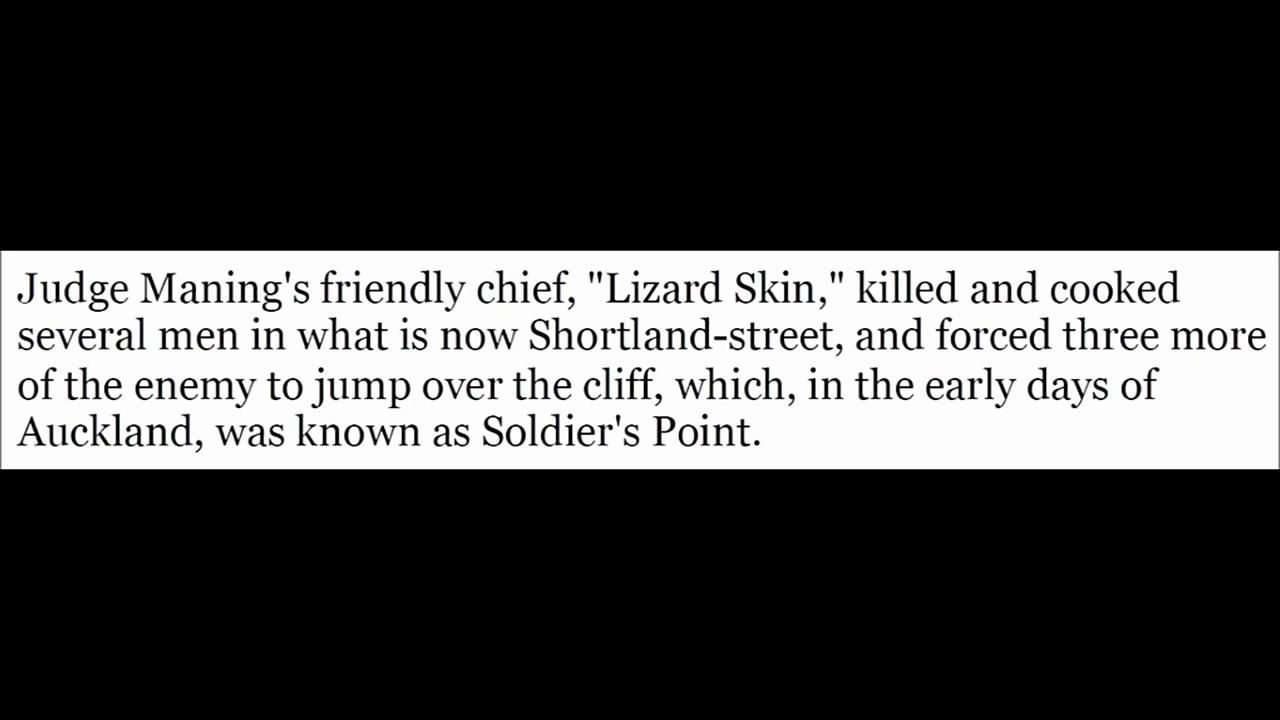 Judge Maning's friendly chief, "Lizard Skin," killed and cooked
several men in what is now Shortland-street, and forced three more
of the enemy to jump over the cliff, which, in the early days of
Auckland, was known as Soldier's Point.